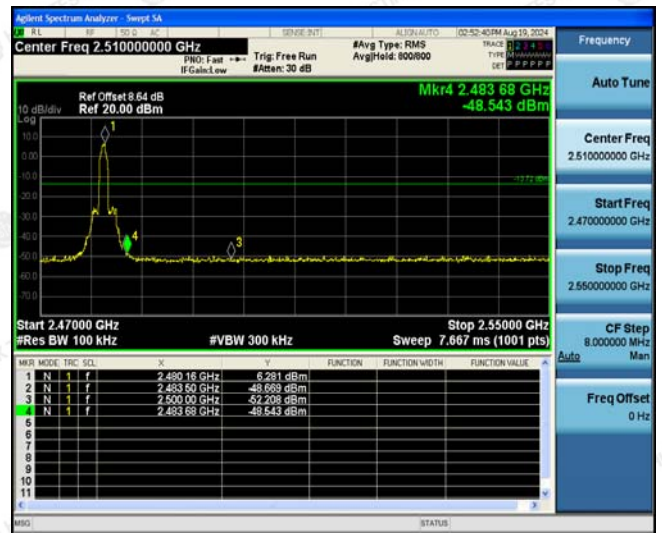 Agilent Spectrum Analyzer - Swept SA
RL RF 50 Ω AC SENSE:INT ALIGNAUTO 02:52:40 PM Aug 19, 2024
Center Freq 2.510000000 GHz
PNO: Fast
IFGain:Low
Trig: Free Run
#Atten: 30 dB
#Avg Type: RMS
Avg|Hold: 800/800
TRACE 1 2 3 4 5 6
TYPE
DET P P P P P P
Ref Offset 8.64 dB
Ref 20.00 dBm
10 dB/div
Log
Mkr4 2.483 68 GHz
-48.543 dBm
10.0
0.00
-10.0
-20.0
-30.0
-40.0
-50.0
-60.0
-70.0
1
4
3
-13.72 dBm
Start 2.47000 GHz
Stop 2.55000 GHz
#Res BW 100 kHz
#VBW 300 kHz
Sweep 7.667 ms (1001 pts)
MKR MODE TRC SCL X Y FUNCTION FUNCTION WIDTH FUNCTION VALUE
1 N 1 f 2.480 16 GHz 6.281 dBm
2 N 1 f 2.483 50 GHz -48.669 dBm
3 N 1 f 2.500 00 GHz -52.208 dBm
4 N 1 f 2.483 68 GHz -48.543 dBm
5
6
7
8
9
10
11
MSG
STATUS
Frequency
Auto Tune
Center Freq
2.510000000 GHz
Start Freq
2.470000000 GHz
Stop Freq
2.550000000 GHz
CF Step
8.000000 MHz
Auto Man
Freq Offset
0 Hz